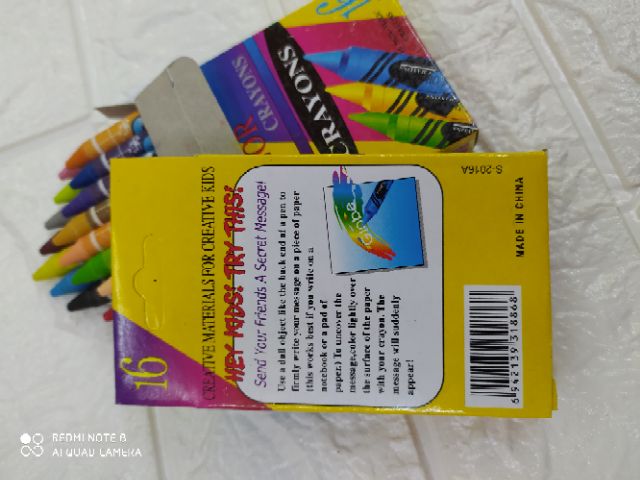 CRAYONS
CRAYONS
16
CREATIVE MATERIALS FOR CREATIVE KIDS
HEY KIDS! TRY THIS!
Send Your Friends A Secret Message!
Use a dull object like the back end of a pen to
firmly write your message on a piece of paper
(this works best if you write on a
notebook or a pad of
paper.) To uncover the
message,color lightly over
the surface of the paper
with your crayon. The
message will suddenly
appear!
S-2016A
MADE IN CHINA
6 942139 318868
REDMI NOTE 8
AI QUAD CAMERA